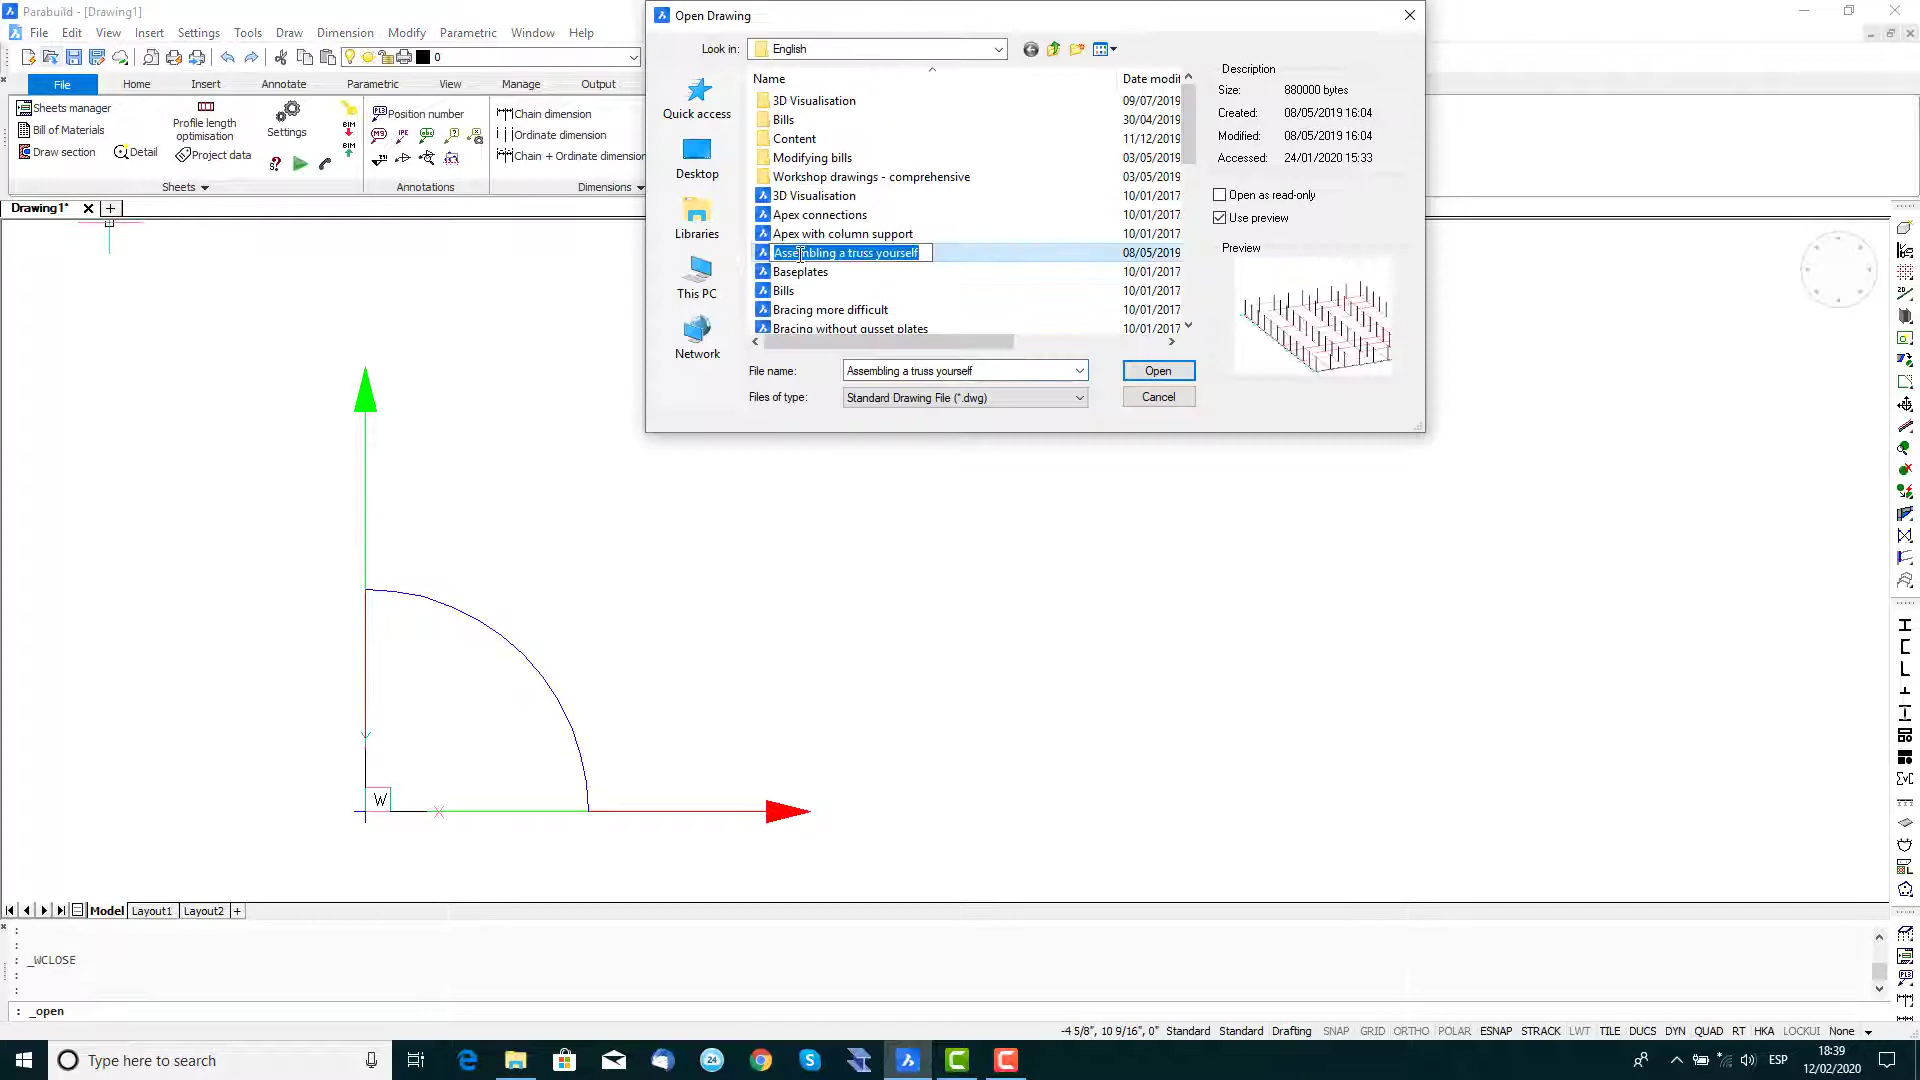 Parabuild - [Drawing1]
File Edit View Insert Settings Tools Draw Dimension Modify Parametric Window Help
0
File Home Insert Annotate Parametric View Manage Output
Sheets manager
Bill of Materials
Draw section
Detail
Profile length optimisation
Project data
Settings
Sheets
BIM
BIM
Position number
Annotations
Chain dimension
Ordinate dimension
Chain + Ordinate dimension
Dimensions
Drawing1*
Open Drawing
Look in: English
Quick access
Desktop
Libraries
This PC
Network
Name Date modif
3D Visualisation 09/07/2019
Bills 30/04/2019
Content 11/12/2019
Modifying bills 03/05/2019
Workshop drawings - comprehensive 03/05/2019
3D Visualisation 10/01/2017
Apex connections 10/01/2017
Apex with column support 10/01/2017
Assembling a truss yourself 08/05/2019
Baseplates 10/01/2017
Bills 10/01/2017
Bracing more difficult 10/01/2017
Bracing without gusset plates 10/01/2017
File name: Assembling a truss yourself
Files of type: Standard Drawing File (*.dwg)
Open
Cancel
Description
Size: 880000 bytes
Created: 08/05/2019 16:04
Modified: 08/05/2019 16:04
Accessed: 24/01/2020 15:33
Open as read-only
Use preview
Preview
W
X
Model Layout1 Layout2
:
:
: _WCLOSE
:
:
: _open
-4 5/8", 10 9/16", 0" Standard Standard Drafting SNAP GRID ORTHO POLAR ESNAP STRACK LWT TILE DUCS DYN QUAD RT HKA LOCKUI None
Type here to search
24
ESP
18:39
12/02/2020